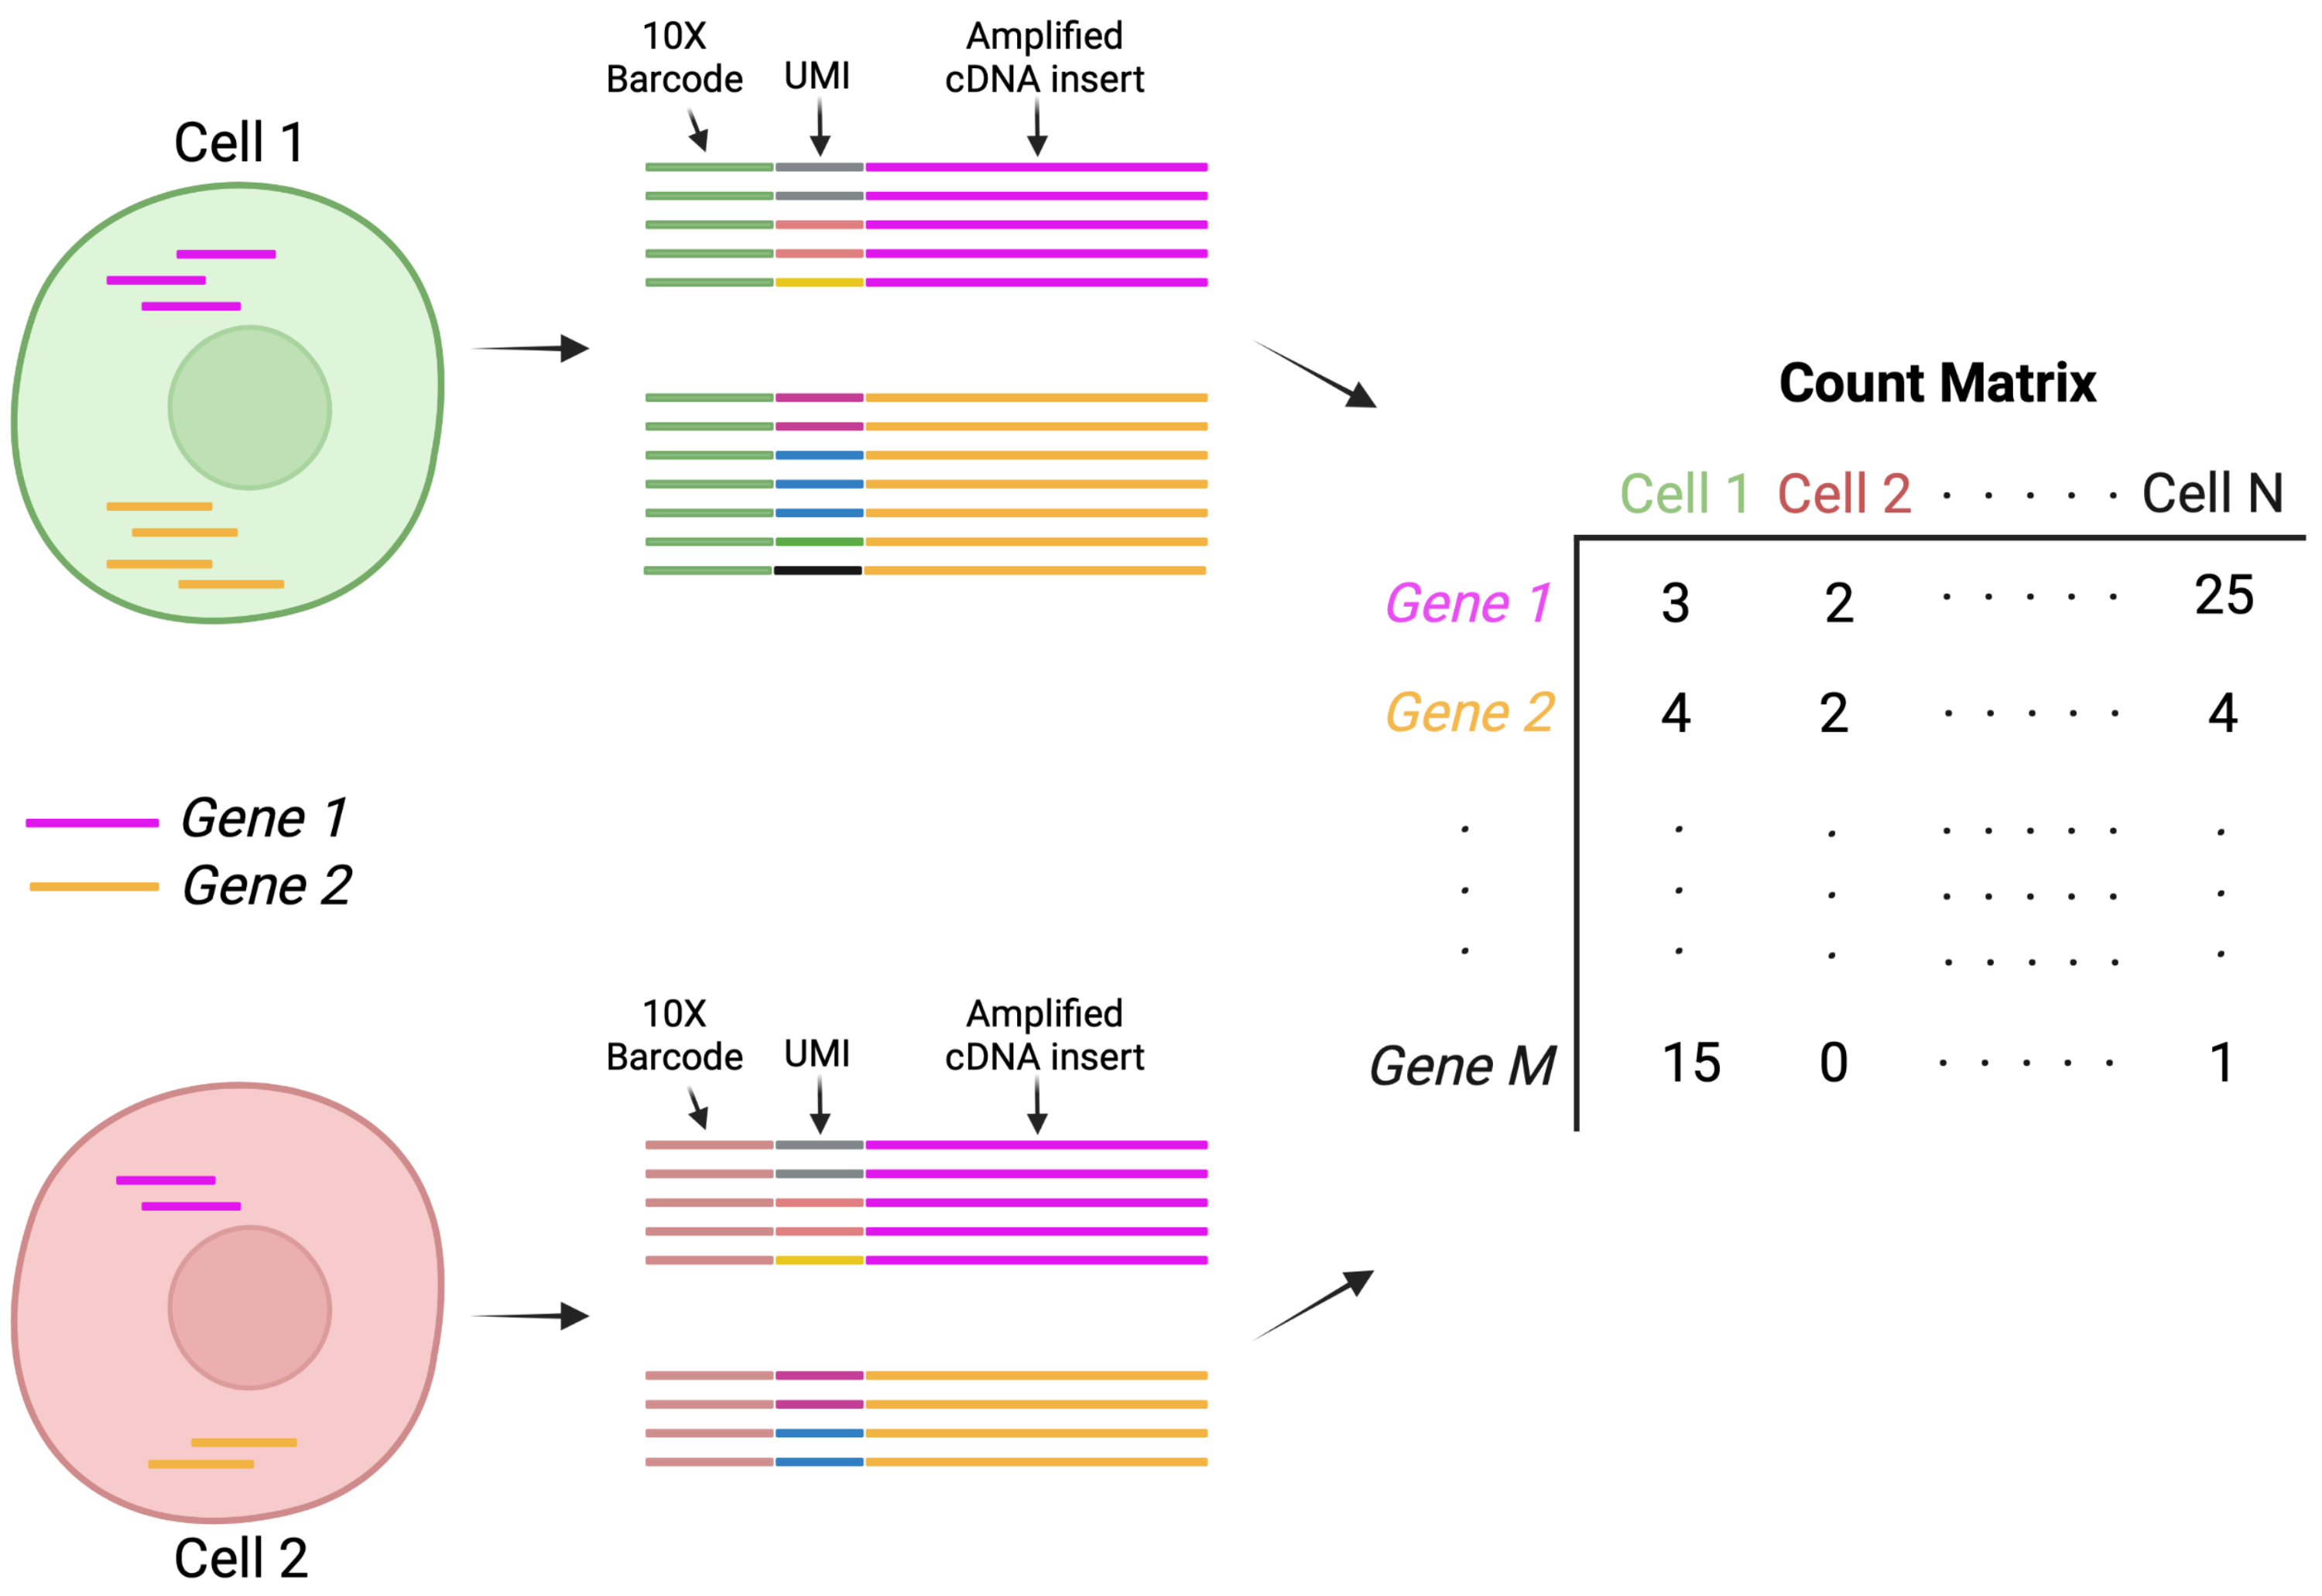 Cell 1
10X
Barcode
UMI
Amplified
cDNA insert
Gene 1
Gene 2
10X
Barcode
UMI
Amplified
cDNA insert
Cell 2
Count Matrix
Cell 1 Cell 2 . . . . . Cell N
Gene 1 3 2 . . . . . 25
Gene 2 4 2 . . . . . 4
. . . . . . . . .
. . . . . . . . .
. . . . . . . . .
Gene M 15 0 . . . . . 1